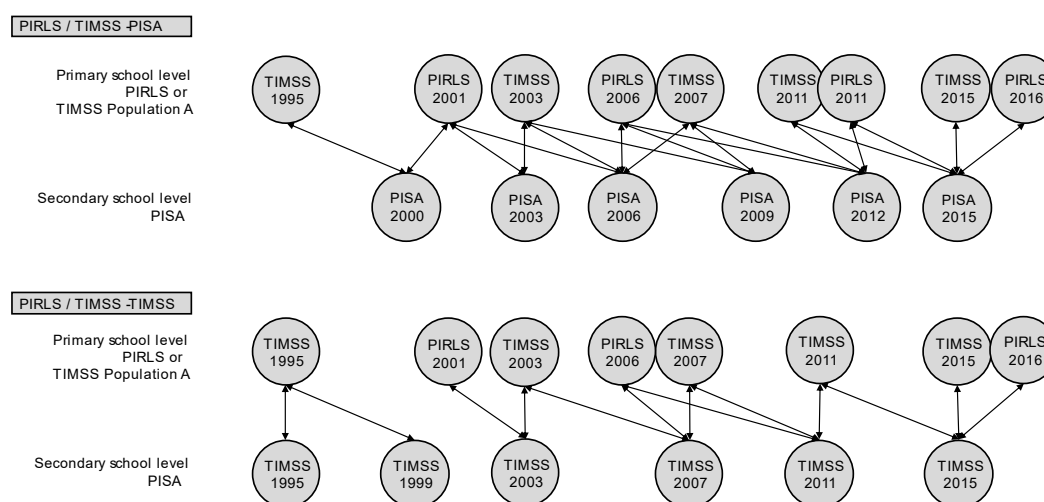 PIRLS / TIMSS -PISA
Primary school level
PIRLS or
TIMSS Population A
TIMSS
1995
PIRLS
2001
TIMSS
2003
PIRLS
2006
TIMSS
2007
TIMSS
2011
PIRLS
2011
TIMSS
2015
PIRLS
2016
Secondary school level
PISA
PISA
2000
PISA
2003
PISA
2006
PISA
2009
PISA
2012
PISA
2015
PIRLS / TIMSS -TIMSS
Primary school level
PIRLS or
TIMSS Population A
TIMSS
1995
PIRLS
2001
TIMSS
2003
PIRLS
2006
TIMSS
2007
TIMSS
2011
TIMSS
2015
PIRLS
2016
Secondary school level
PISA
TIMSS
1995
TIMSS
1999
TIMSS
2003
TIMSS
2007
TIMSS
2011
TIMSS
2015